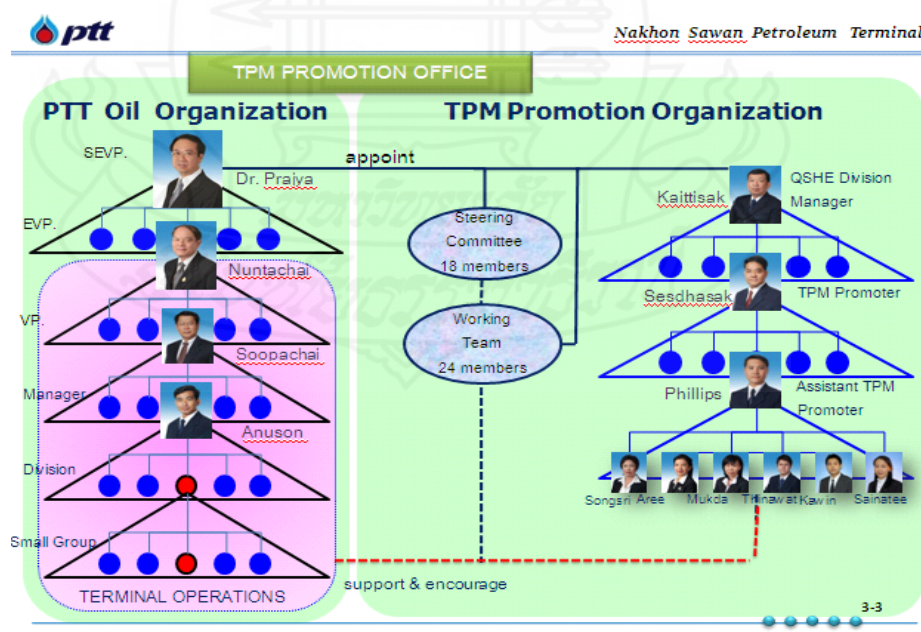 ptt
Nakhon Sawan Petroleum Terminal
TPM PROMOTION OFFICE
PTT Oil Organization
TPM Promotion Organization
SEVP.
Dr. Praiya
appoint
Kaittisak
QSHE Division
Manager
EVP.
Steering
Committee
18 members
Nuntachai
Sesdhasak
TPM Promoter
VP.
Working
Team
24 members
Soopachai
Manager
Phillips
Assistant TPM
Promoter
Anuson
Division
Songsri Aree Mukda Thinawat Kawin Sainatee
Small Group
support & encourage
TERMINAL OPERATIONS
3-3